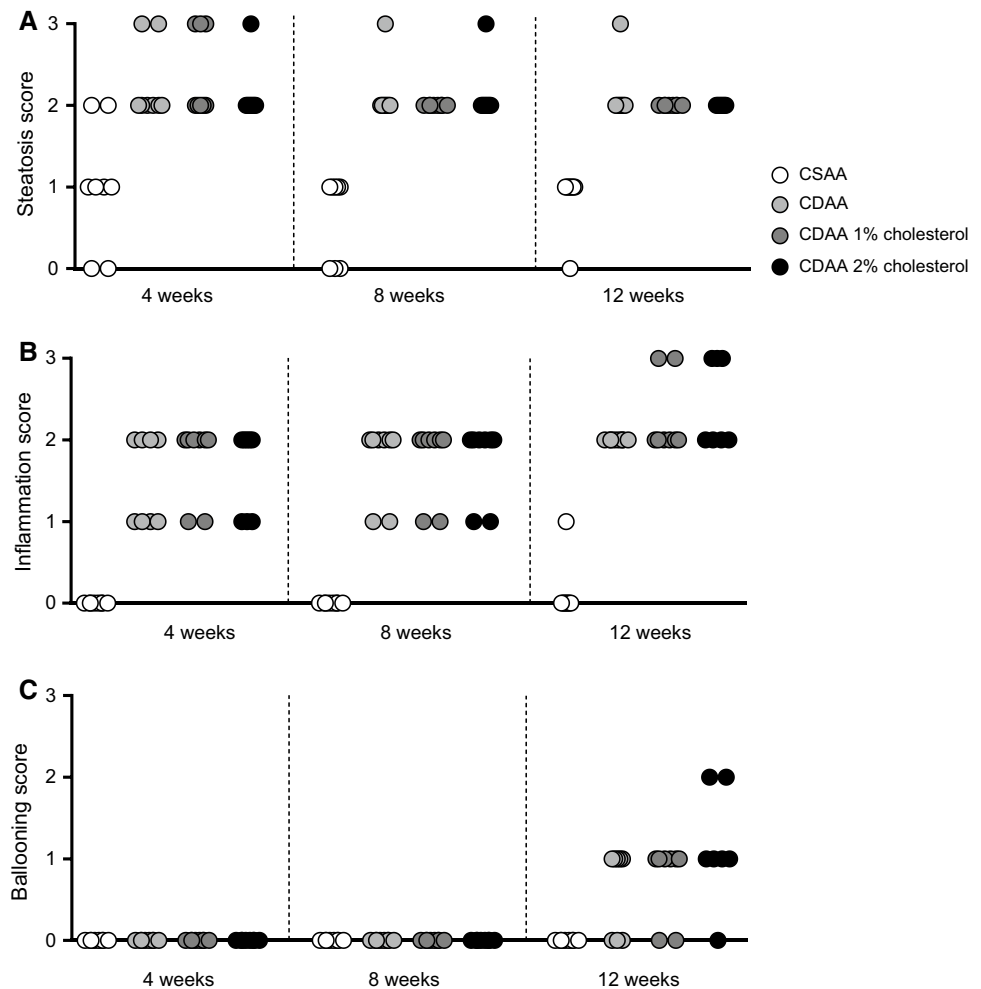 A
Steatosis score
3
2
1
0
4 weeks
8 weeks
12 weeks
CSAA
CDAA
CDAA 1% cholesterol
CDAA 2% cholesterol
B
Inflammation score
3
2
1
0
4 weeks
8 weeks
12 weeks
C
Ballooning score
3
2
1
0
4 weeks
8 weeks
12 weeks